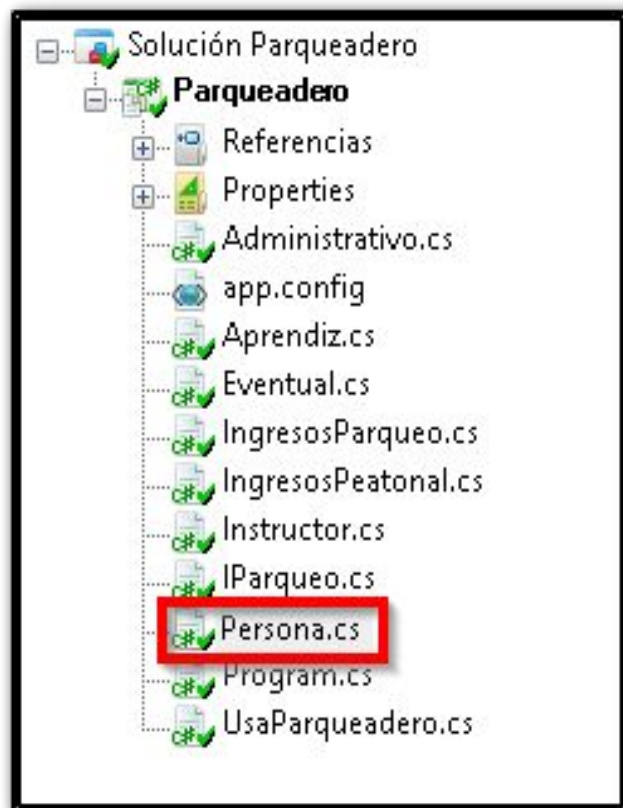 Solución Parqueadero
Parqueadero
Referencias
Properties
Administrativo.cs
app.config
Aprendiz.cs
Eventual.cs
IngresosParqueo.cs
IngresosPeatonal.cs
Instructor.cs
IParqueo.cs
Persona.cs
Program.cs
UsaParqueadero.cs